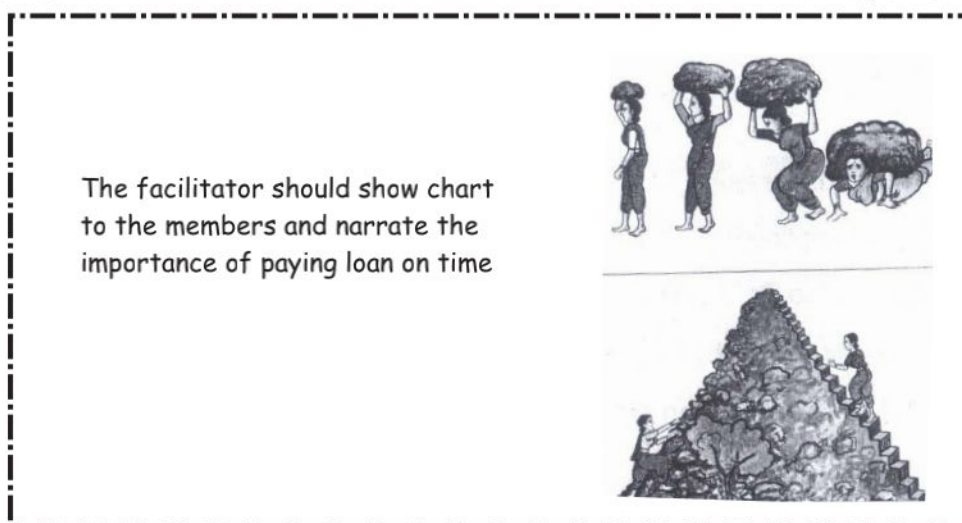 The facilitator should show chart
to the members and narrate the
importance of paying loan on time